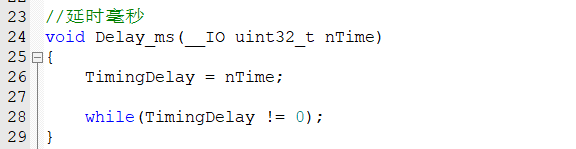 23 //延时毫秒
24 void Delay_ms(__IO uint32_t nTime)
25 {
26 TimingDelay = nTime;
27
28 while(TimingDelay != 0);
29 }